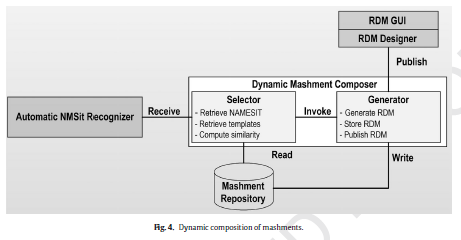 RDM GUI
RDM Designer
Publish
Dynamic Mashment Composer
Automatic NMSit Recognizer
Receive
Selector
- Retrieve NAMESIT
- Retrieve templates
- Compute similarity
Invoke
Generator
- Generate RDM
- Store RDM
- Publish RDM
Read
Write
Mashment
Repository
Fig. 4. Dynamic composition of mashments.